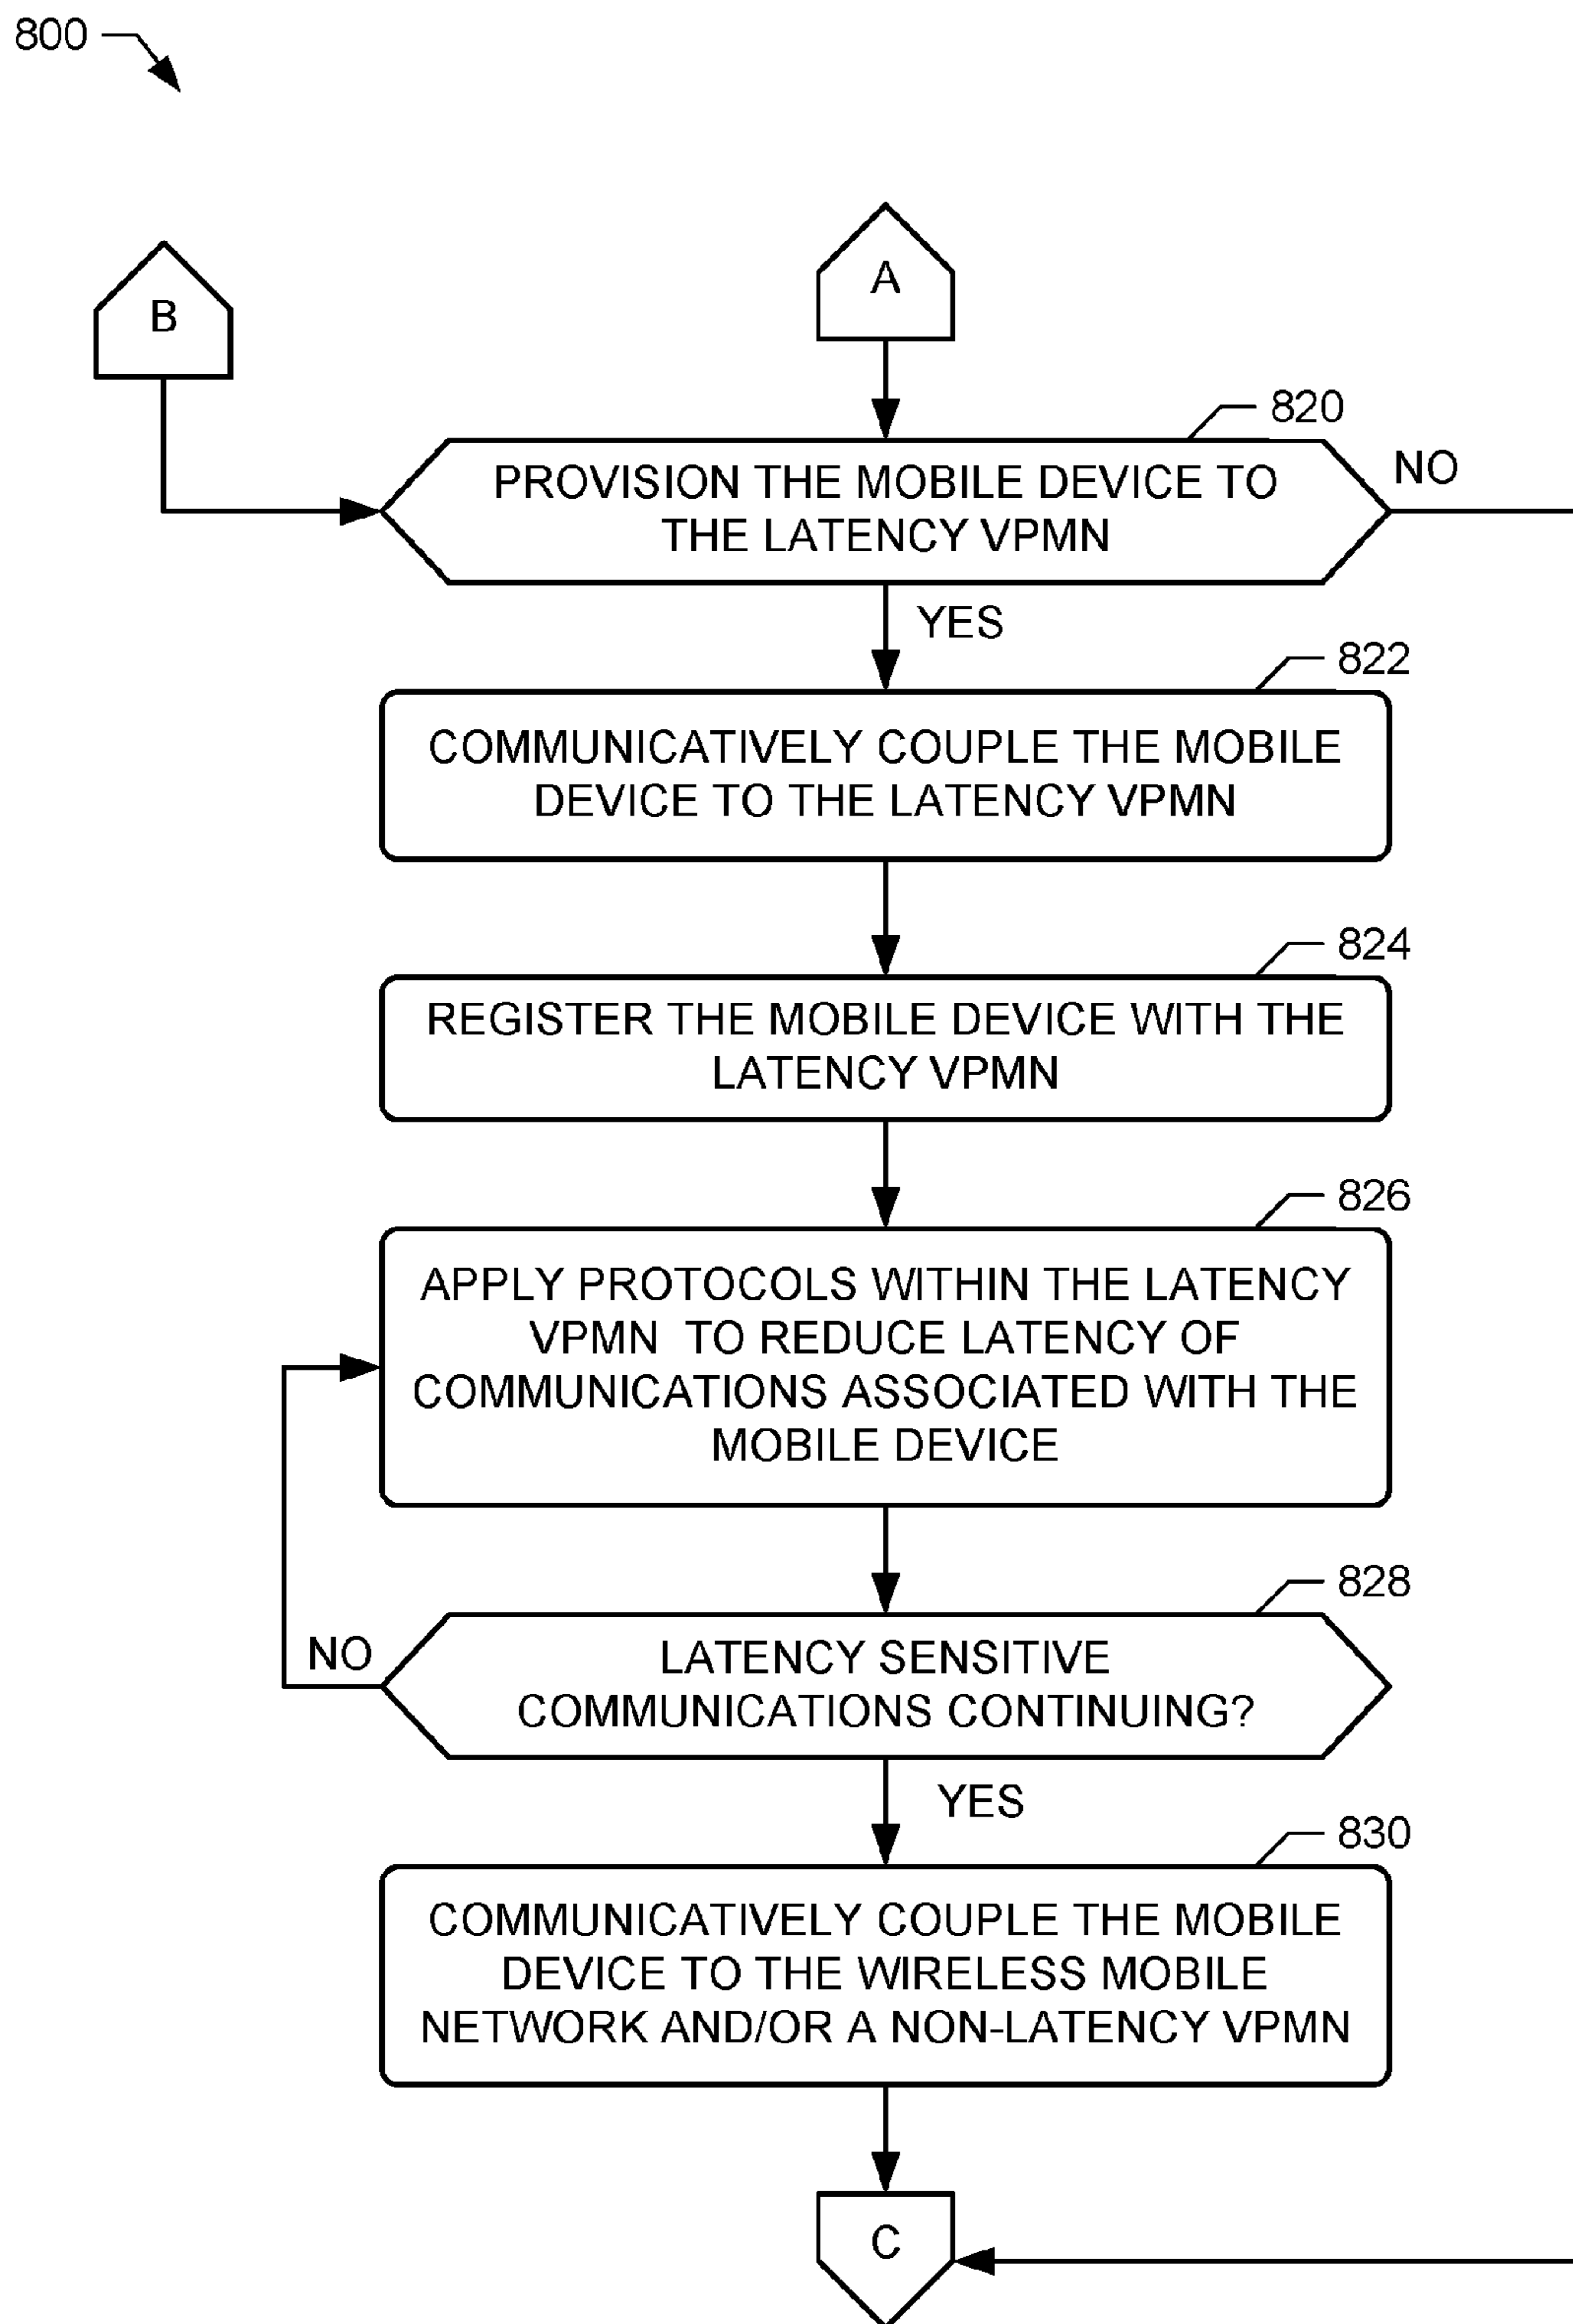 800
A
B
820
PROVISION THE MOBILE DEVICE TO
THE LATENCY VPMN
NO
YES
822
COMMUNICATIVELY COUPLE THE MOBILE
DEVICE TO THE LATENCY VPMN
824
REGISTER THE MOBILE DEVICE WITH THE
LATENCY VPMN
826
APPLY PROTOCOLS WITHIN THE LATENCY
VPMN TO REDUCE LATENCY OF
COMMUNICATIONS ASSOCIATED WITH THE
MOBILE DEVICE
828
NO
LATENCY SENSITIVE
COMMUNICATIONS CONTINUING?
YES
830
COMMUNICATIVELY COUPLE THE MOBILE
DEVICE TO THE WIRELESS MOBILE
NETWORK AND/OR A NON-LATENCY VPMN
C